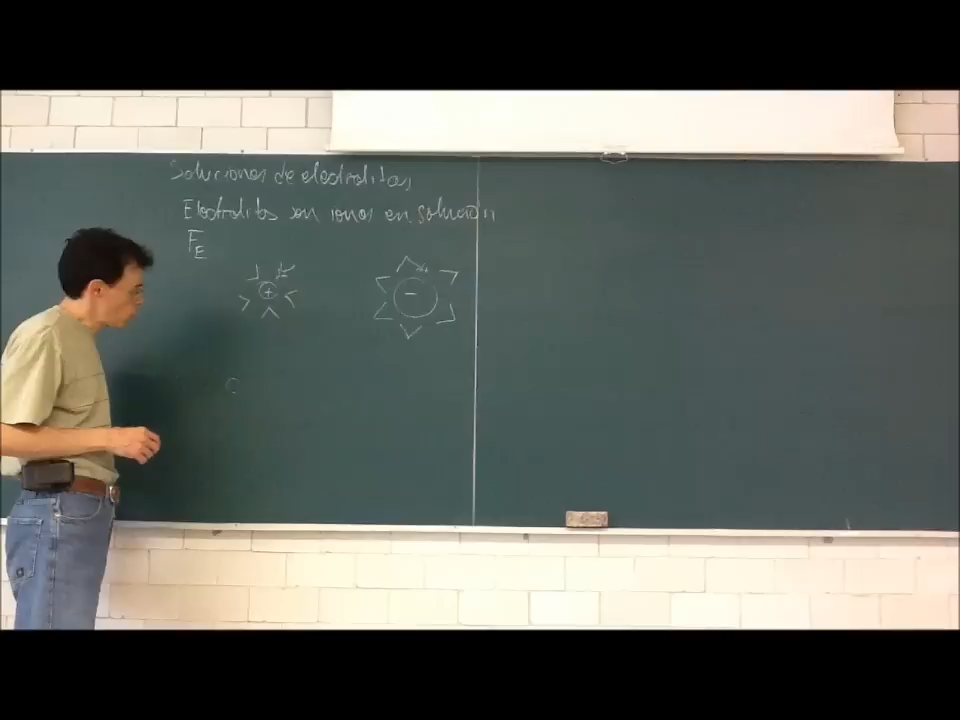 Soluciones de electrolitos
Electrolitos son iones en solución
F_E
+ -